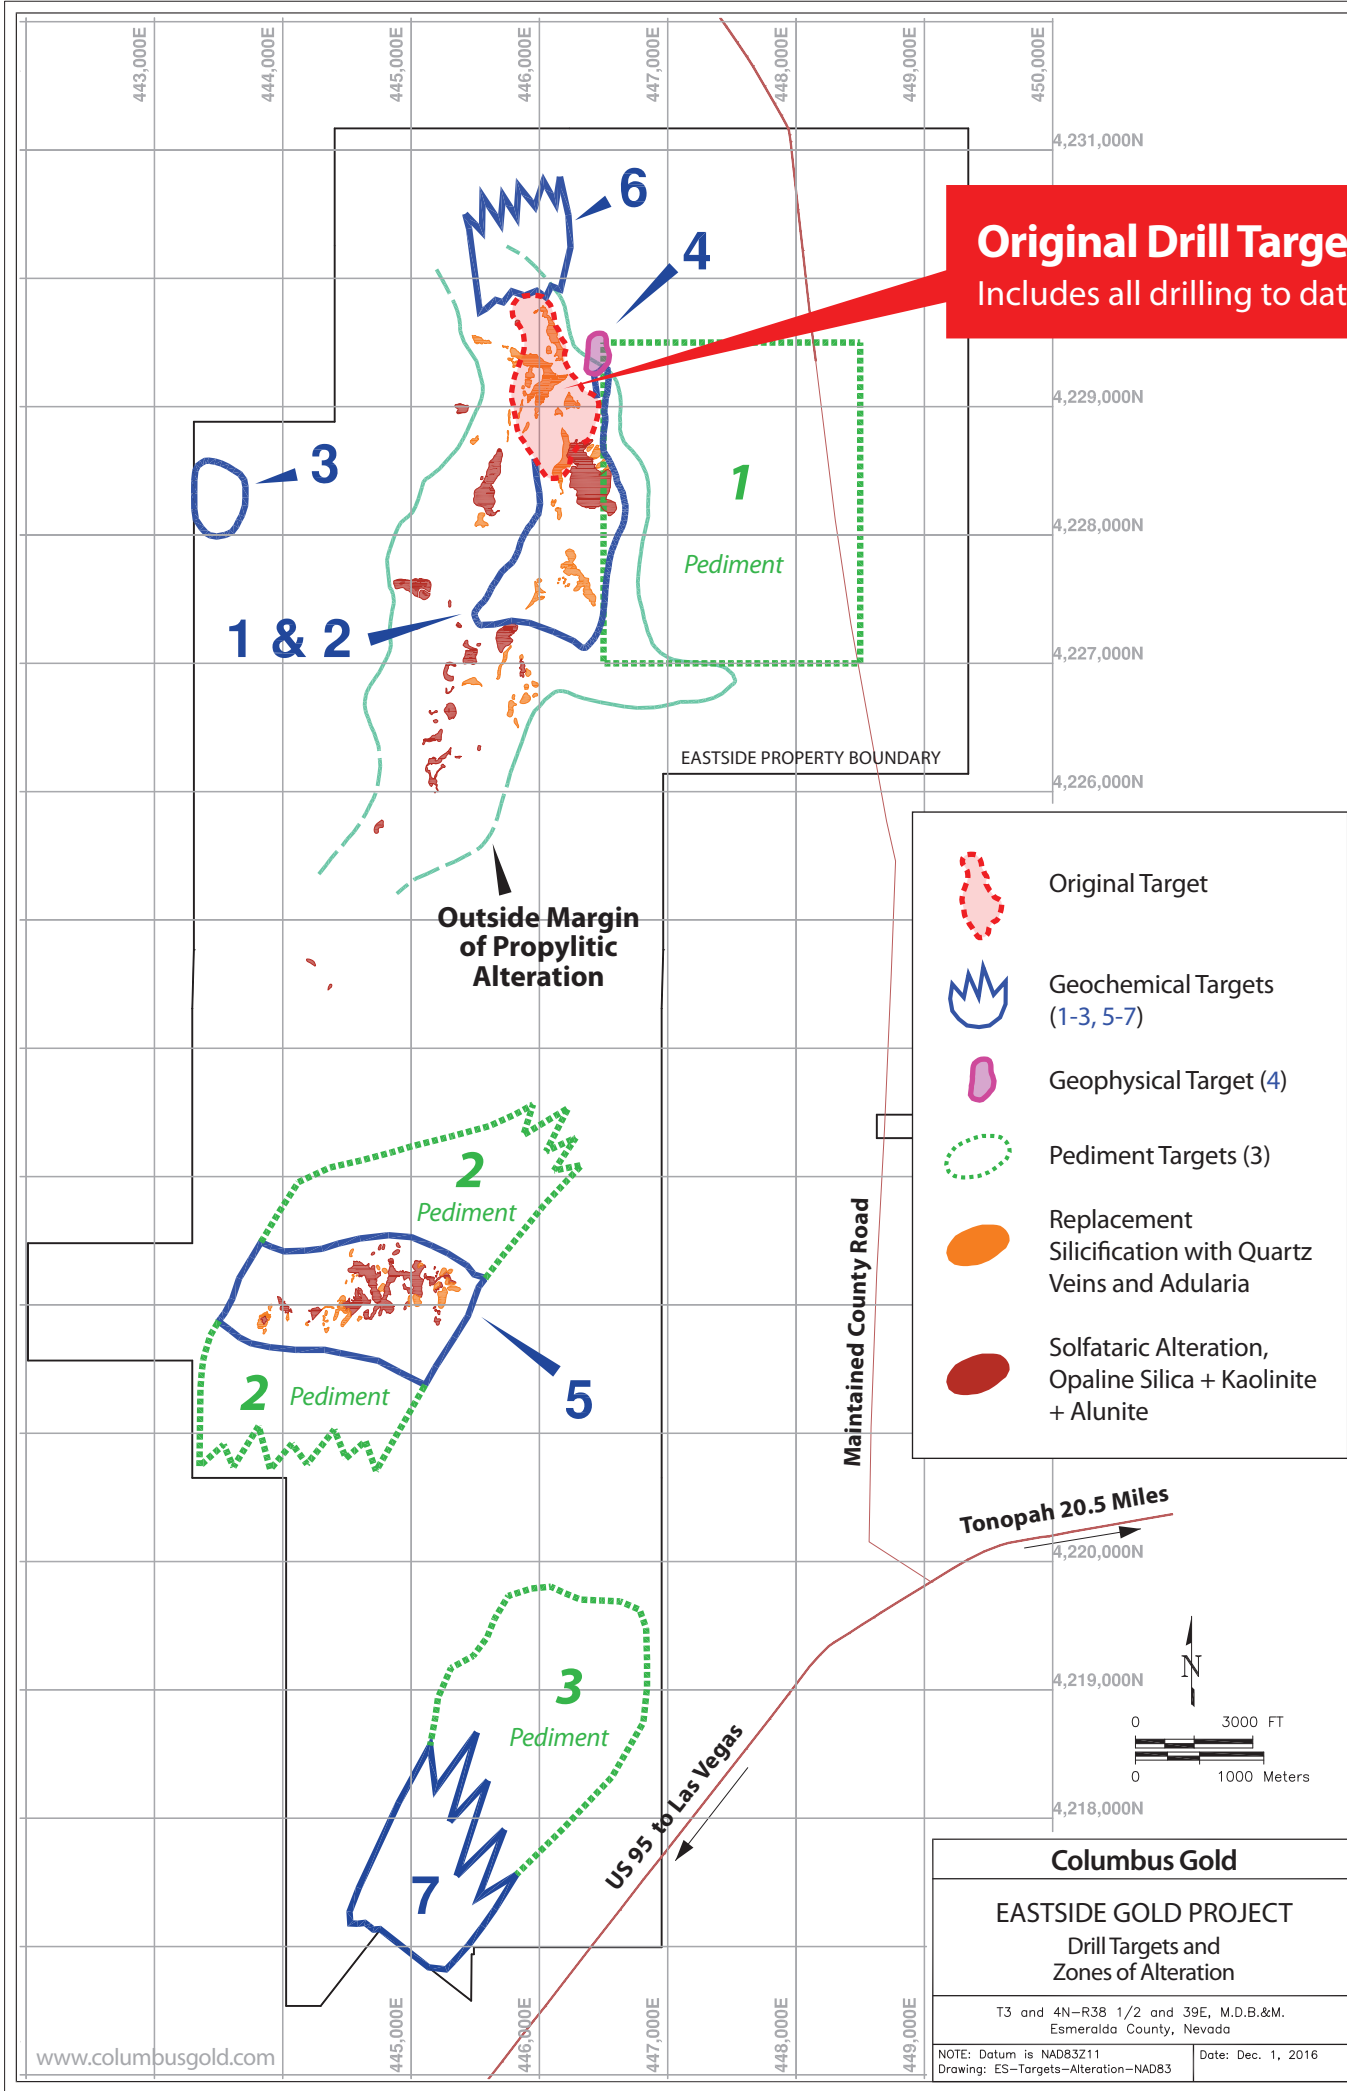 443,000E
444,000E
445,000E
446,000E
447,000E
448,000E
449,000E
450,000E
4,231,000N
6
4
Original Drill Targe
Includes all drilling to dat
4,229,000N
3
1
4,228,000N
Pediment
1 & 2
4,227,000N
EASTSIDE PROPERTY BOUNDARY
4,226,000N
Outside Margin
of Propylitic
Alteration
Original Target
Geochemical Targets
(1-3, 5-7)
Geophysical Target (4)
Pediment Targets (3)
Replacement
Silicification with Quartz
Veins and Adularia
Solfataric Alteration,
Opaline Silica + Kaolinite
+ Alunite
2
Pediment
2 Pediment
5
Maintained County Road
Tonopah 20.5 Miles
4,220,000N
3
Pediment
4,219,000N
N
0 3000 FT
0 1000 Meters
4,218,000N
US 95 to Las Vegas
7
Columbus Gold
EASTSIDE GOLD PROJECT
Drill Targets and
Zones of Alteration
T3 and 4N-R38 1/2 and 39E, M.D.B.&M.
Esmeralda County, Nevada
NOTE: Datum is NAD83Z11
Drawing: ES-Targets-Alteration-NAD83
Date: Dec. 1, 2016
445,000E
446,000E
447,000E
448,000E
449,000E
www.columbusgold.com